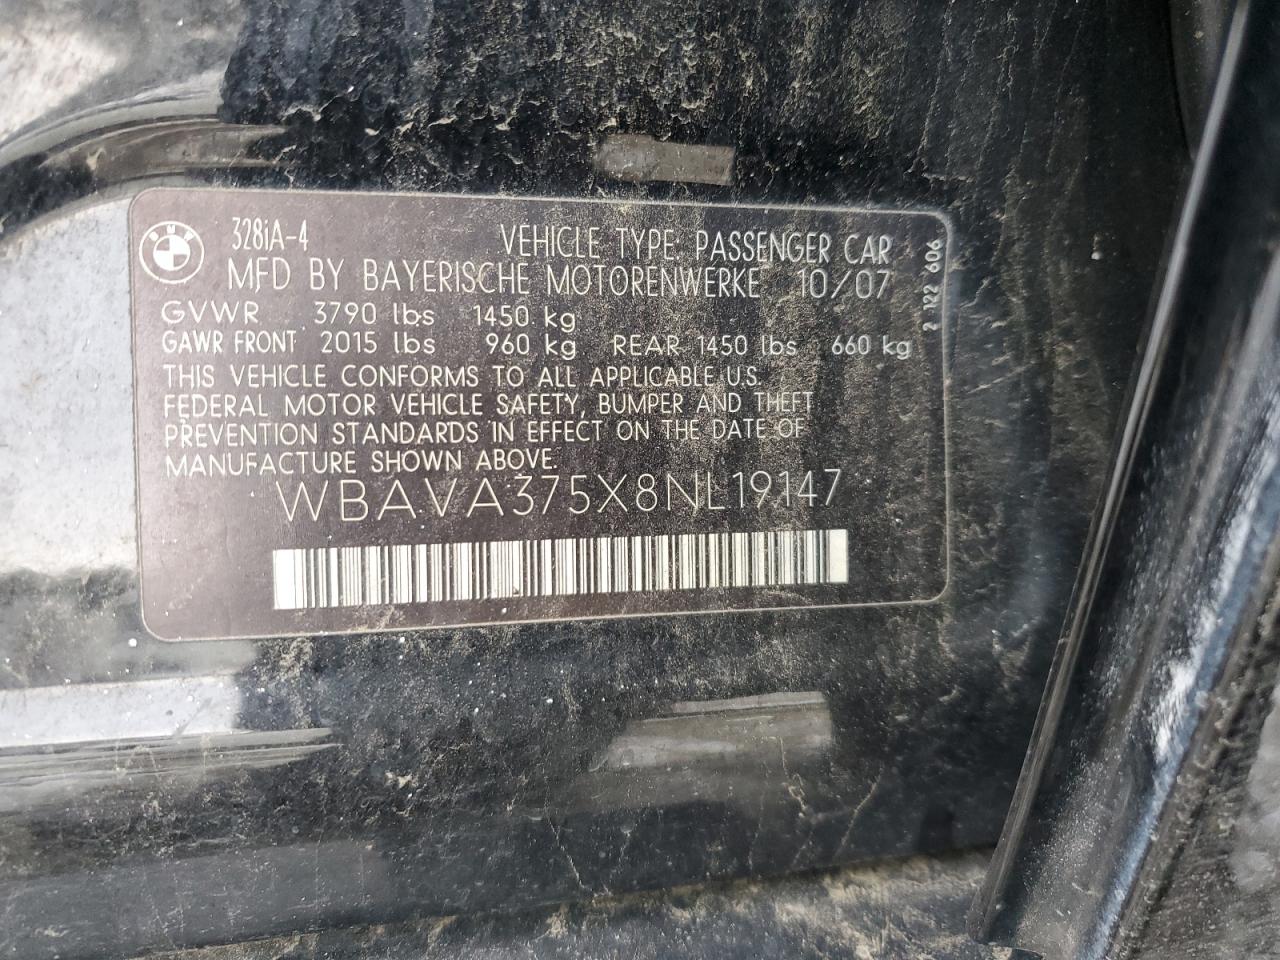 BMW
328iA-4 VEHICLE TYPE: PASSENGER CAR
MFD BY BAYERISCHE MOTORENWERKE 10/07
GVWR 3790 lbs 1450 kg
GAWR FRONT 2015 lbs 960 kg REAR 1450 lbs 660 kg
THIS VEHICLE CONFORMS TO ALL APPLICABLE U.S.
FEDERAL MOTOR VEHICLE SAFETY, BUMPER AND THEFT
PREVENTION STANDARDS IN EFFECT ON THE DATE OF
MANUFACTURE SHOWN ABOVE.
WBAVA375X8NL19147
2 122 606